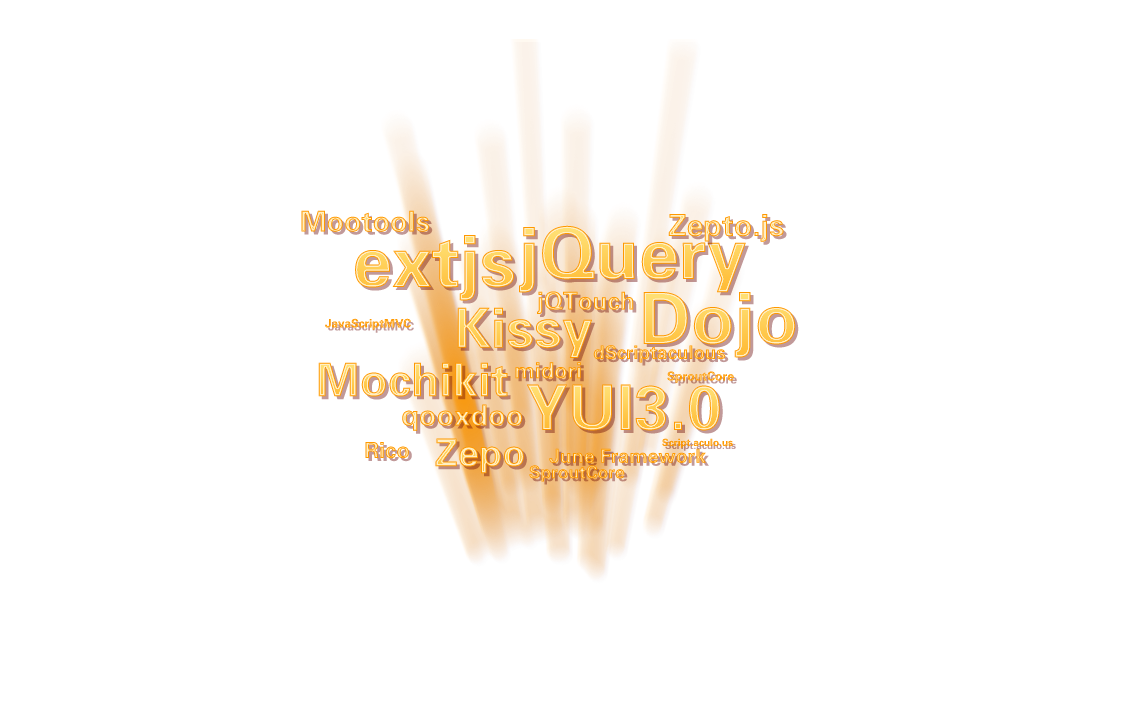 Mootools
Zepto.js
extjs
jQuery
jQTouch
Dojo
JavaScriptMVC
Kissy
dScriptaculous
Mochikit
midori
SproutCore
qooxdoo
YUI3.0
Rico
Zepo
June Framework
Script.sculo.us
SproutCore